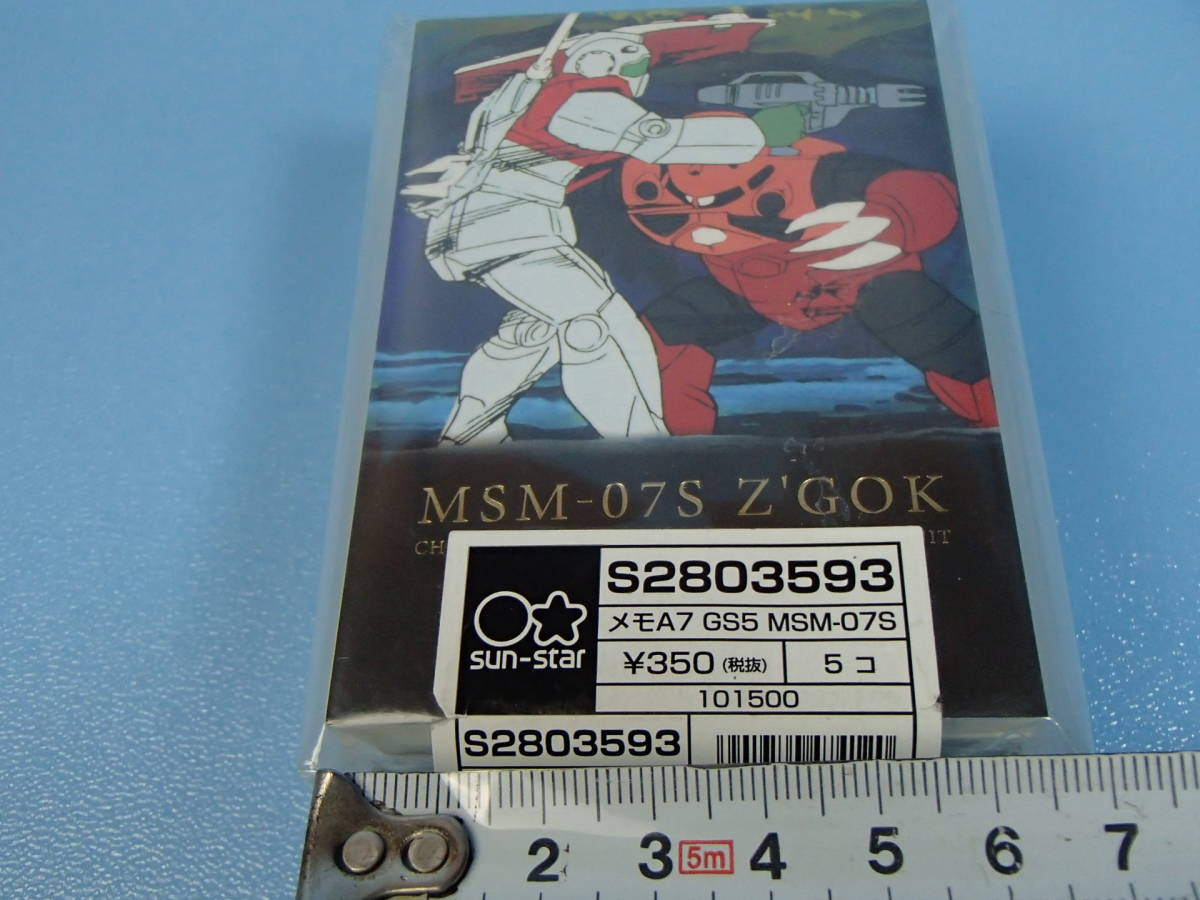 MSM-07S Z'GOK
S2803593
メモA7 GS5 MSM-07S
sun-star
¥350 (税抜) 5 コ
101500
S2803593
2 3 5m 4 5 6 7